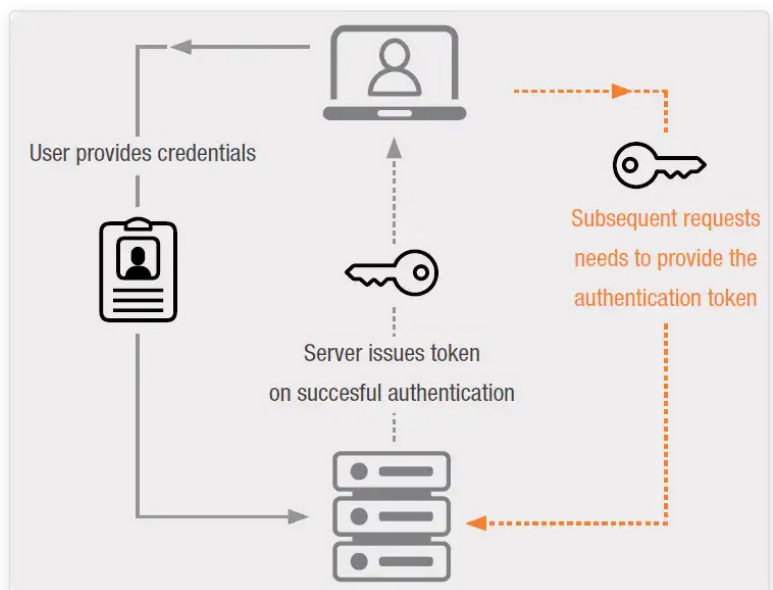 User provides credentials
Server issues token
on succesful authentication
Subsequent requests
needs to provide the
authentication token